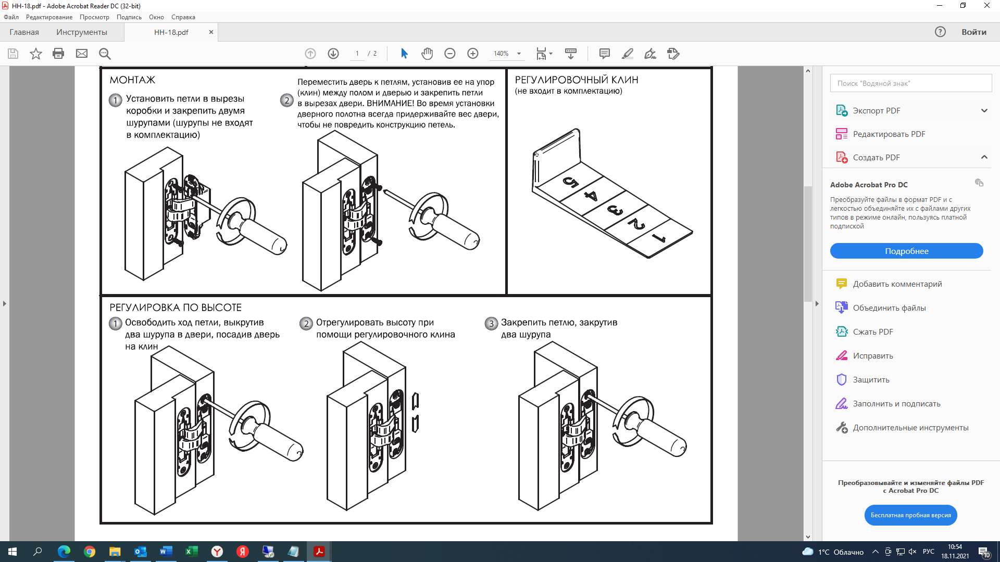 HH-18.pdf - Adobe Acrobat Reader DC (32-bit)
Файл Редактирование Просмотр Подпись Окно Справка
Главная Инструменты HH-18.pdf Войти
1 / 2 140%
МОНТАЖ
1 Установить петли в вырезы
коробки и закрепить двумя
шурупами (шурупы не входят
в комплектацию)
2 Переместить дверь к петлям, установив ее на упор
(клин) между полом и дверью и закрепить петли
в вырезах двери. ВНИМАНИЕ! Во время установки
дверного полотна всегда придерживайте вес двери,
чтобы не повредить конструкцию петель.
РЕГУЛИРОВОЧНЫЙ КЛИН
(не входит в комплектацию)
5
4
3
2
1
РЕГУЛИРОВКА ПО ВЫСОТЕ
1 Освободить ход петли, выкрутив
два шурупа в двери, посадив дверь
на клин
2 Отрегулировать высоту при
помощи регулировочного клина
3 Закрепить петлю, закрутив
два шурупа
Поиск "Водяной знак"
Экспорт PDF
Редактировать PDF
Создать PDF
Adobe Acrobat Pro DC
Преобразуйте файлы в формат PDF и с
легкостью объединяйте их с файлами других
типов в режиме онлайн, пользуясь платной
подпиской
Подробнее
Добавить комментарий
Объединить файлы
Сжать PDF
Исправить
Защитить
Заполнить и подписать
Дополнительные инструменты
Преобразовывайте и изменяйте файлы PDF
с Acrobat Pro DC
Бесплатная пробная версия
1°C Облачно РУС 10:54
18.11.2021
10